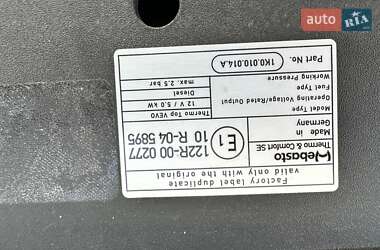 Factory label duplicate
valid only with the original
Webasto
Thermo & Comfort SE
Made in
Germany
E1
122R-00 0277
10 R-04 5895
Model Type
Thermo Top VEVO
Operating Voltage/Rated Output
12 V / 5.0 kW
Fuel Type
Diesel
Working Pressure
max. 2.5 bar
Part No.
1K0.010.014.A
auto RIA